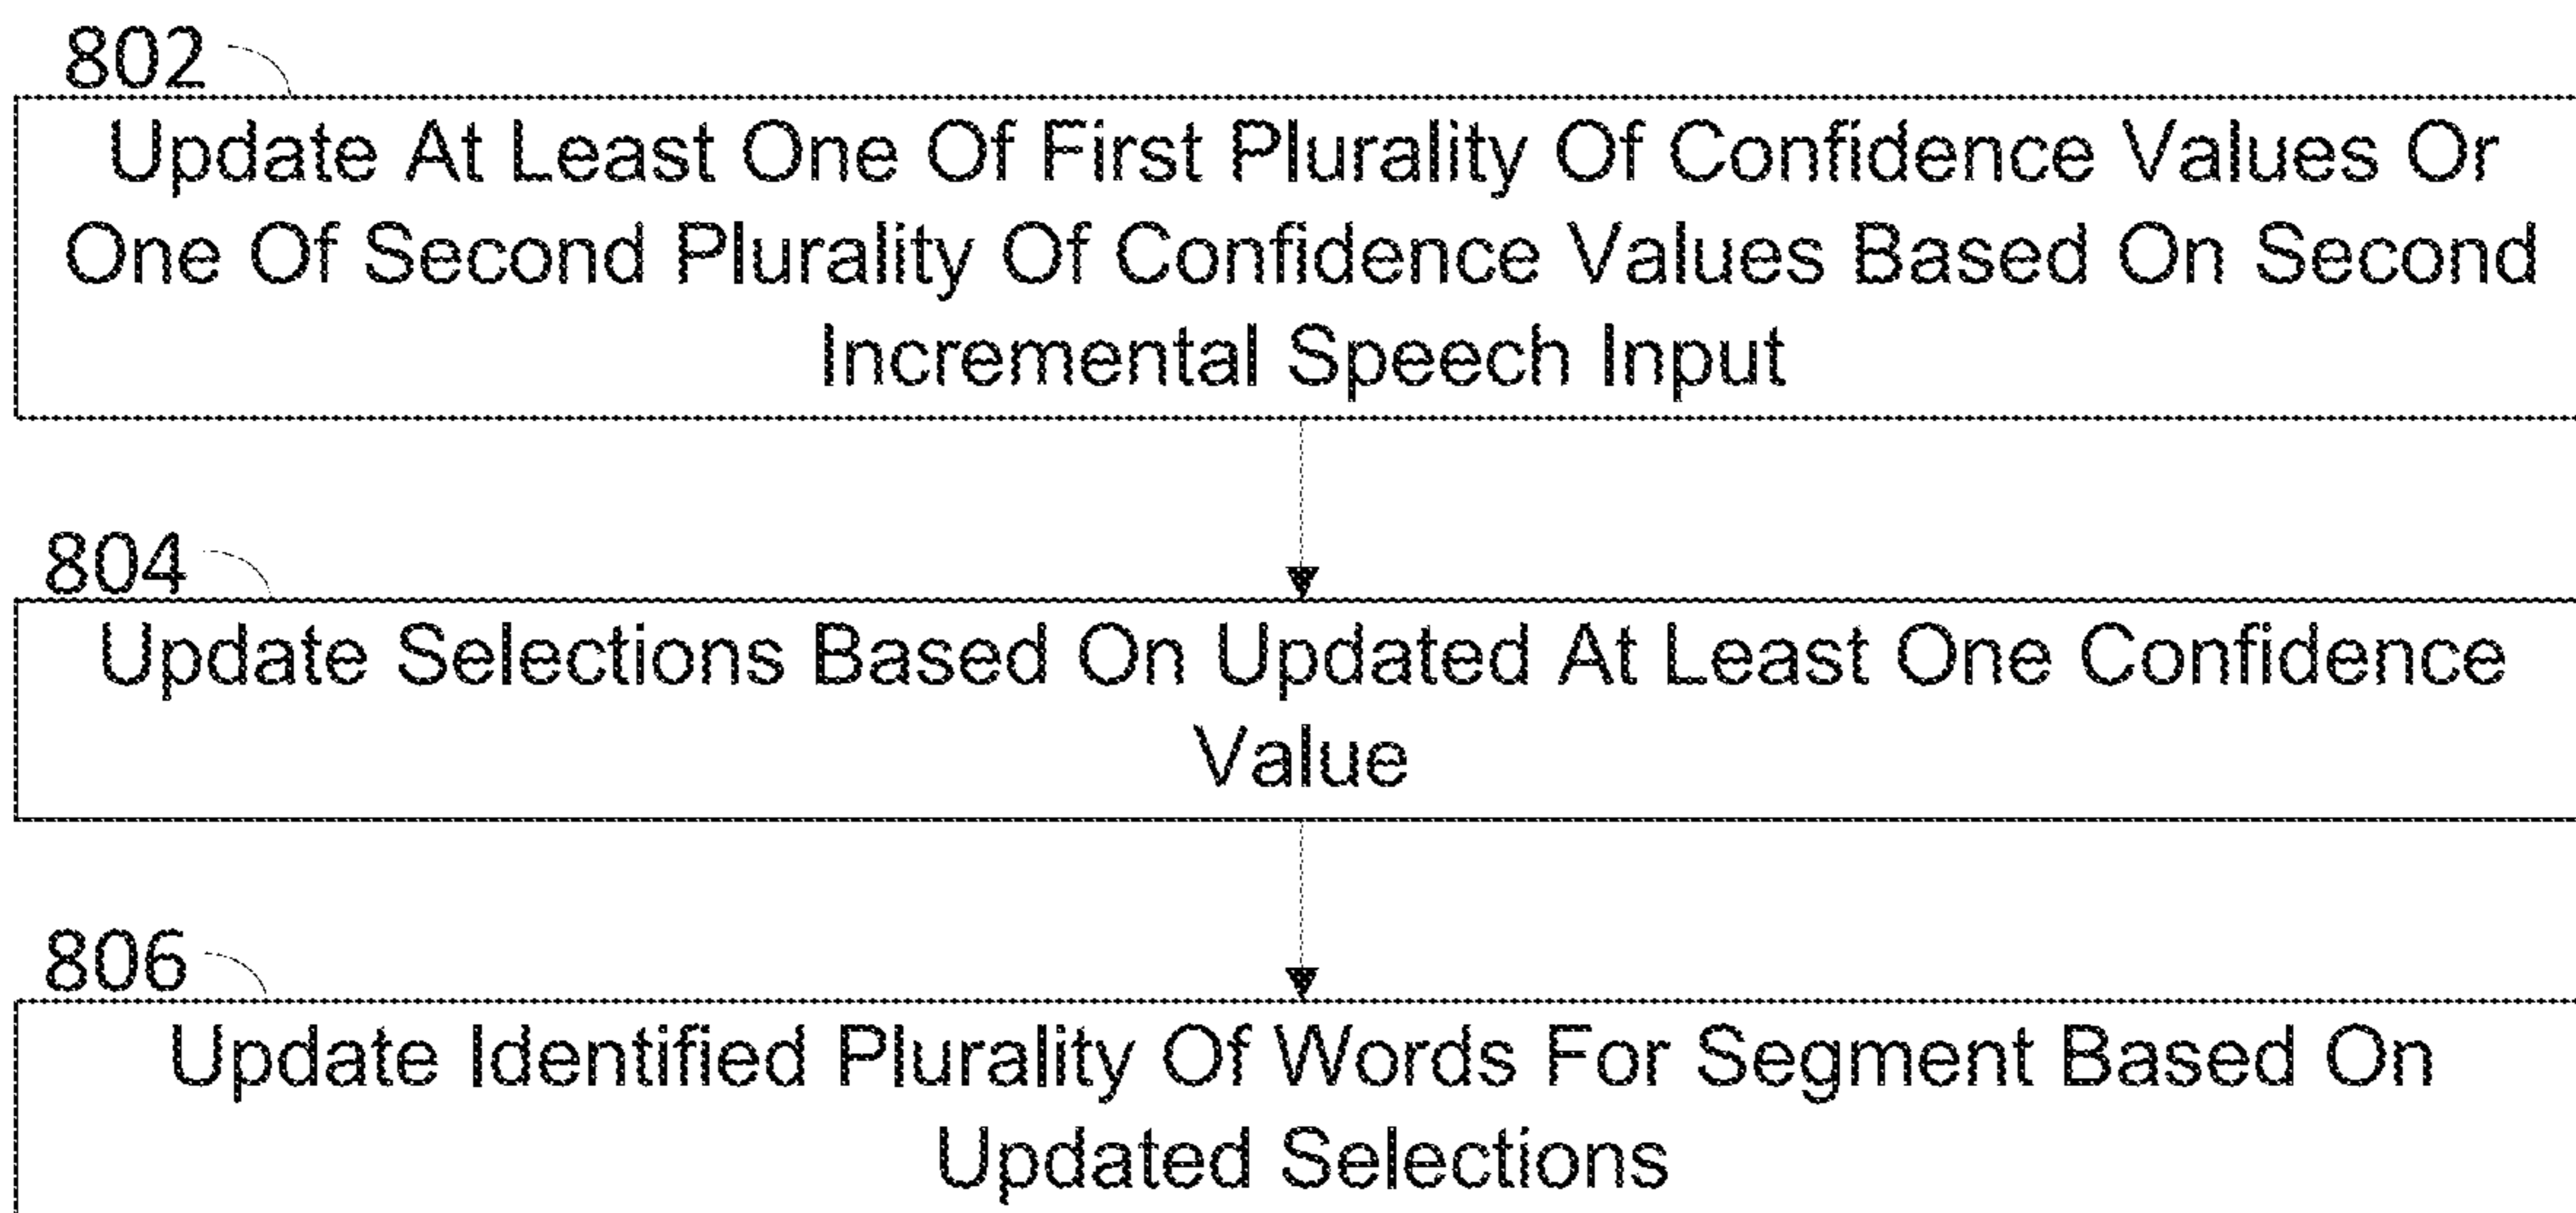 802
Update At Least One Of First Plurality Of Confidence Values Or
One Of Second Plurality Of Confidence Values Based On Second
Incremental Speech Input
804
Update Selections Based On Updated At Least One Confidence
Value
806
Update Identified Plurality Of Words For Segment Based On
Updated Selections